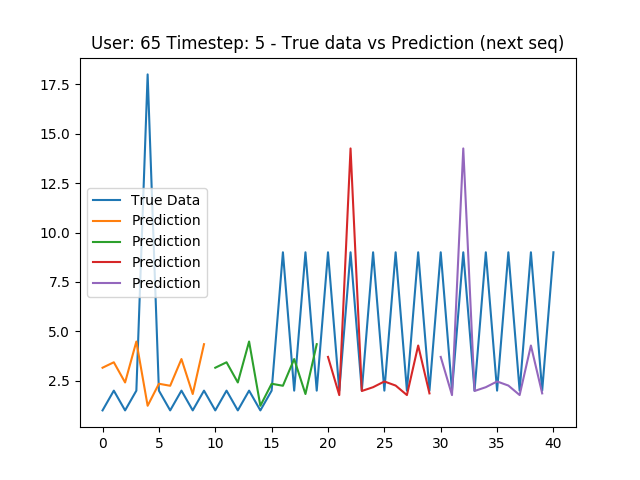 User: 65 Timestep: 5 - True data vs Prediction (next seq)
17.5
15.0
12.5
10.0
7.5
5.0
2.5
True Data
Prediction
Prediction
Prediction
Prediction
0 5 10 15 20 25 30 35 40